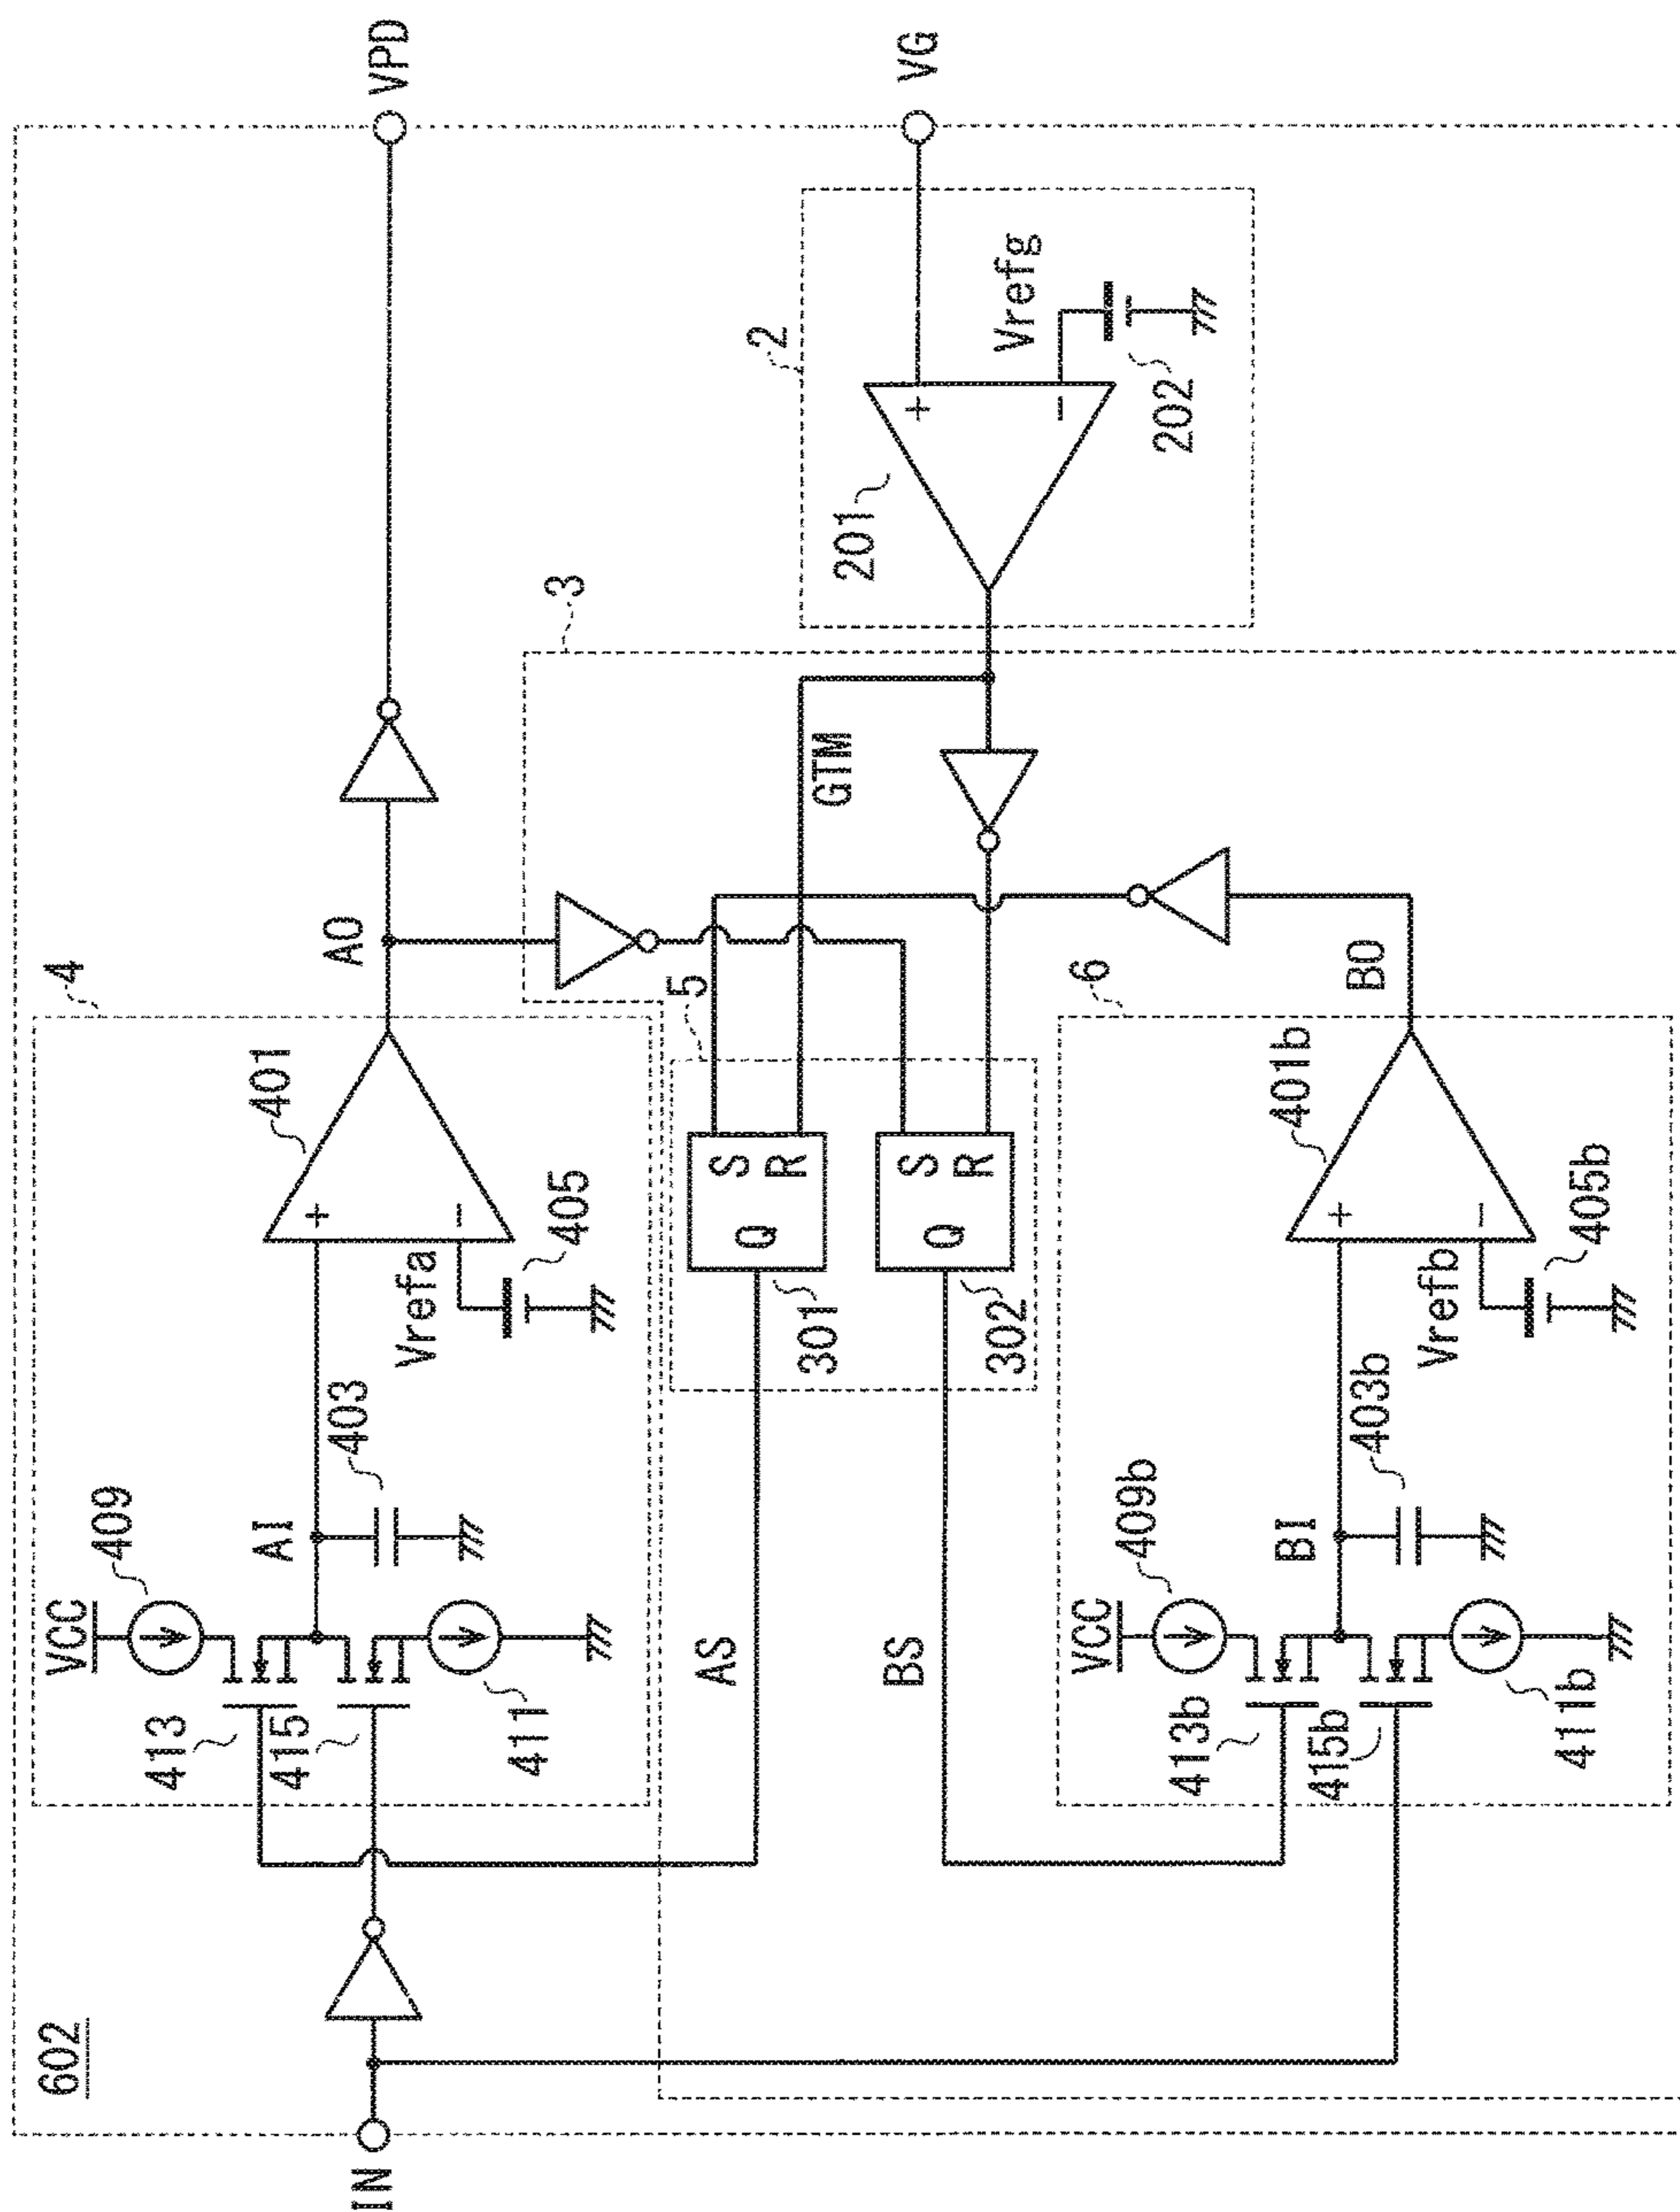 602
IN
VCC
409
413
415
411
AI
403
Vrefa
405
401
4
AO
VPD
AS
BS
301
302
Q
S
R
Q
S
R
5
3
GTM
2
201
202
Vrefg
VG
VCC
409b
413b
415b
411b
BI
403b
Vrefb
405b
401b
6
BO
+
−
+
−
+
−